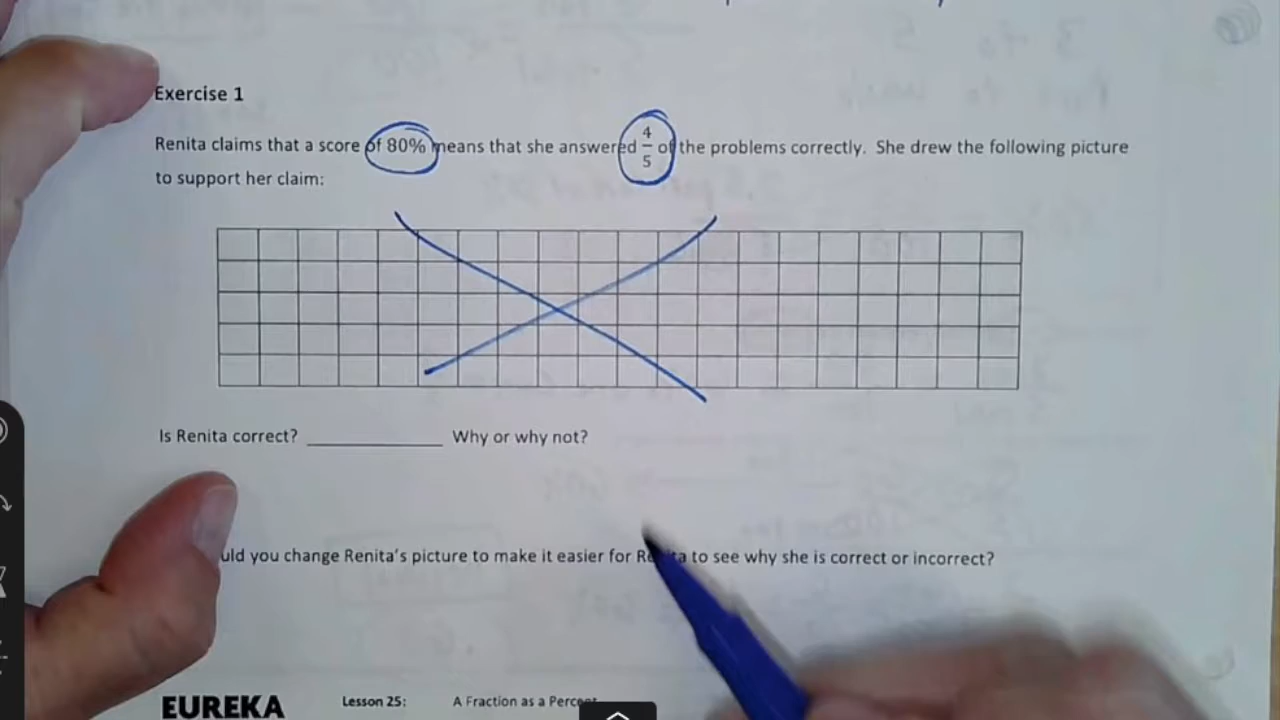 Exercise 1
Renita claims that a score of 80% means that she answered 4/5 of the problems correctly. She drew the following picture
to support her claim:
Is Renita correct? ____________ Why or why not?
uld you change Renita's picture to make it easier for Re ta to see why she is correct or incorrect?
EUREKA Lesson 25: A Fraction as a Percent